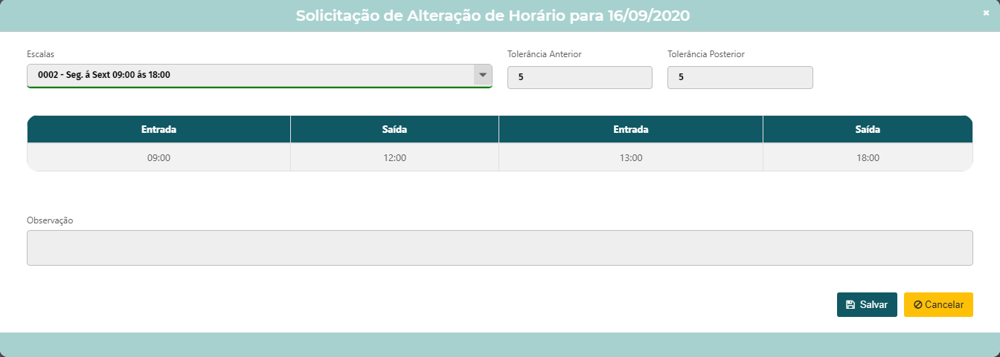 Solicitação de Alteração de Horário para 16/09/2020
Escalas
Tolerância Anterior
Tolerância Posterior
0002 - Seg. á Sext 09:00 ás 18:00
5
5
Entrada Saída Entrada Saída
09:00 12:00 13:00 18:00
Observação
Salvar
Cancelar